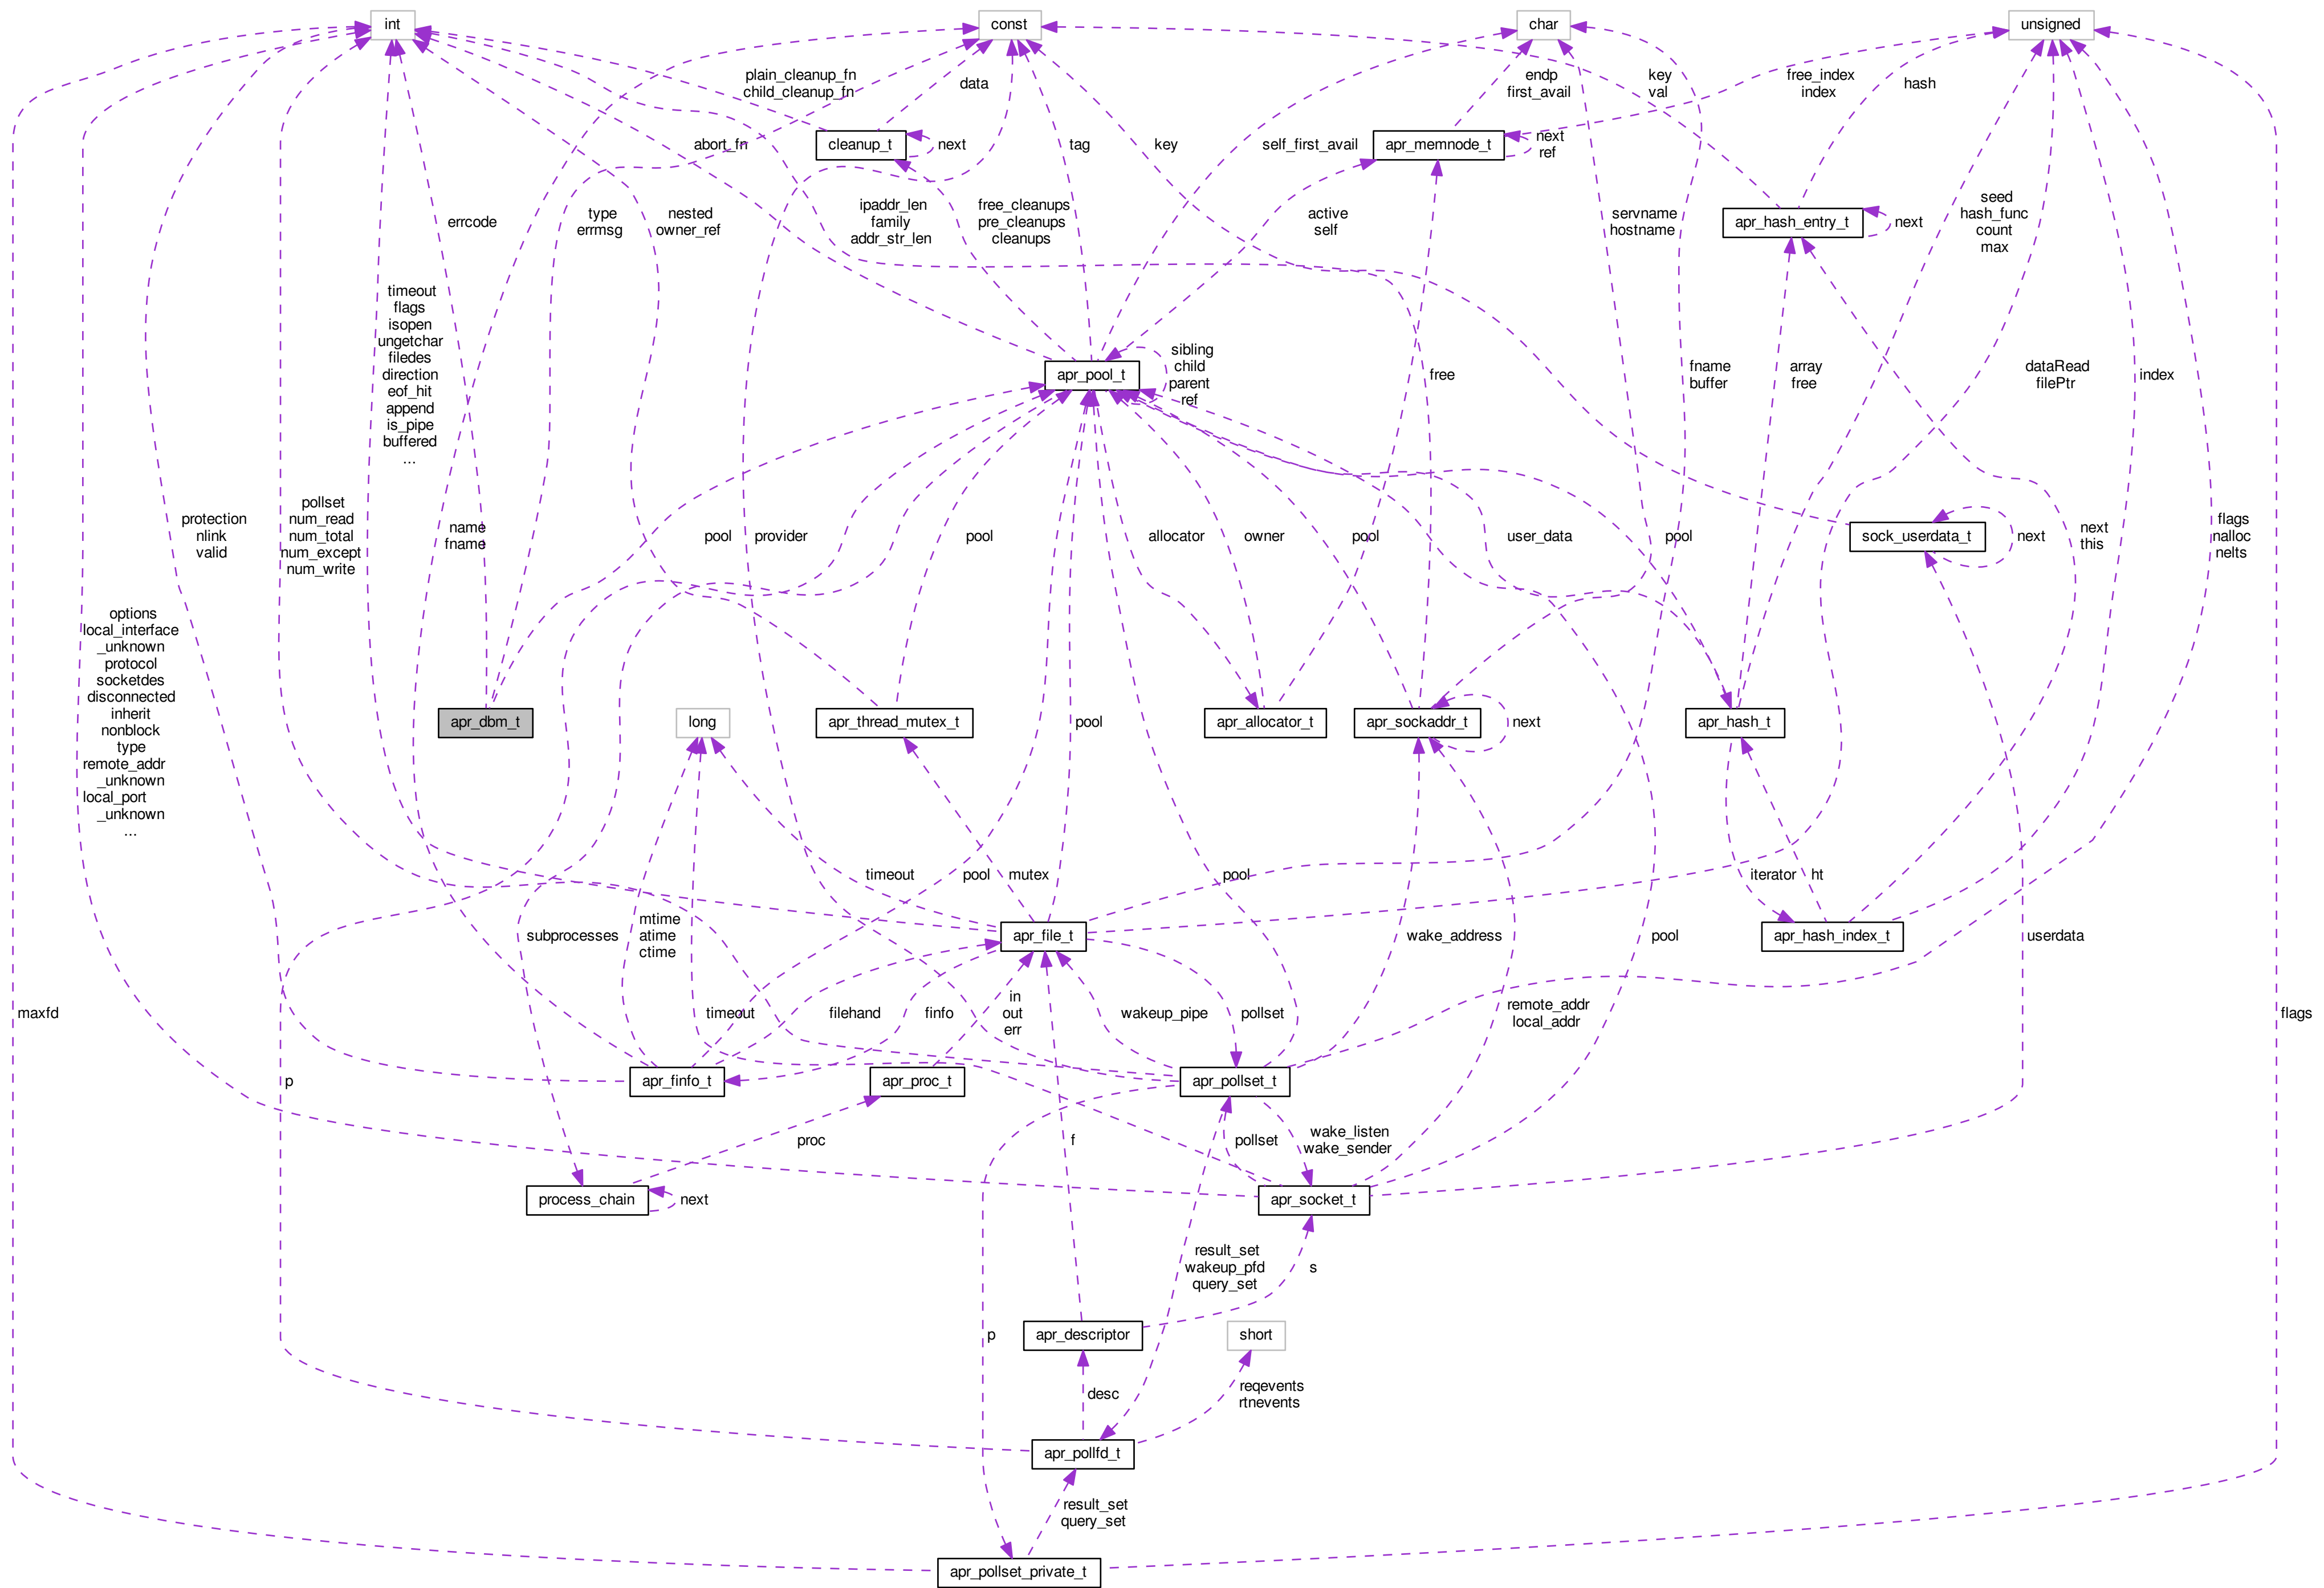 int
const
char
unsigned
plain_cleanup_fn
child_cleanup_fn
data
endp
first_avail
key
val
free_index
index
hash
cleanup_t
next
abort_fn
tag
key
self_first_avail
apr_memnode_t
next
ref
errcode
type
errmsg
nested
owner_ref
ipaddr_len
family
addr_str_len
free_cleanups
pre_cleanups
cleanups
active
self
servname
hostname
apr_hash_entry_t
next
seed
hash_func
count
max
timeout
flags
isopen
ungetchar
filedes
direction
eof_hit
append
is_pipe
buffered
...
apr_pool_t
sibling
child
parent
ref
free
fname
buffer
array
free
dataRead
filePtr
index
protection
nlink
valid
pollset
num_read
num_total
num_except
num_write
name
fname
pool
provider
pool
allocator
owner
pool
user_data
pool
sock_userdata_t
next
next
this
flags
nalloc
nelts
options
local_interface
_unknown
protocol
socketdes
disconnected
inherit
nonblock
type
remote_addr
_unknown
local_port
_unknown
...
apr_dbm_t
long
apr_thread_mutex_t
pool
apr_allocator_t
apr_sockaddr_t
next
apr_hash_t
timeout
pool
mutex
pool
iterator
ht
subprocesses
mtime
atime
ctime
apr_file_t
wake_address
pool
apr_hash_index_t
userdata
maxfd
timeout
filehand
finfo
in
out
err
wakeup_pipe
pollset
remote_addr
local_addr
flags
p
apr_finfo_t
apr_proc_t
apr_pollset_t
proc
f
pollset
wake_listen
wake_sender
process_chain
next
apr_socket_t
result_set
wakeup_pfd
query_set
s
p
apr_descriptor
short
desc
reqevents
rtnevents
apr_pollfd_t
result_set
query_set
apr_pollset_private_t